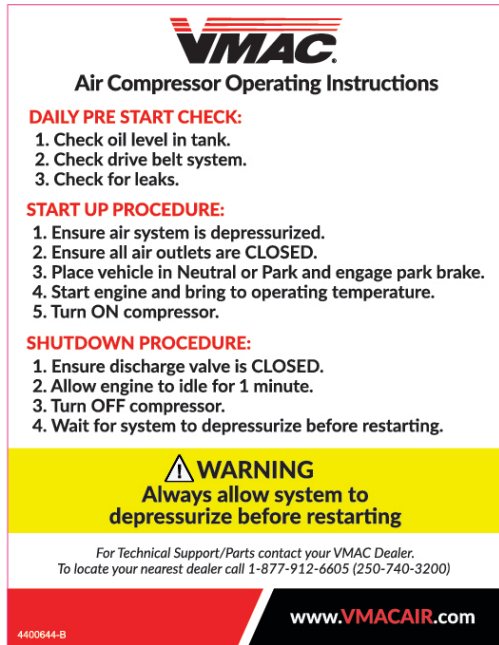 VMAC
Air Compressor Operating Instructions
DAILY PRE START CHECK:
1. Check oil level in tank.
2. Check drive belt system.
3. Check for leaks.
START UP PROCEDURE:
1. Ensure air system is depressurized.
2. Ensure all air outlets are CLOSED.
3. Place vehicle in Neutral or Park and engage park brake.
4. Start engine and bring to operating temperature.
5. Turn ON compressor.
SHUTDOWN PROCEDURE:
1. Ensure discharge valve is CLOSED.
2. Allow engine to idle for 1 minute.
3. Turn OFF compressor.
4. Wait for system to depressurize before restarting.
WARNING
Always allow system to
depressurize before restarting
For Technical Support/Parts contact your VMAC Dealer.
To locate your nearest dealer call 1-877-912-6605 (250-740-3200)
www.VMACAIR.com
4400644-B